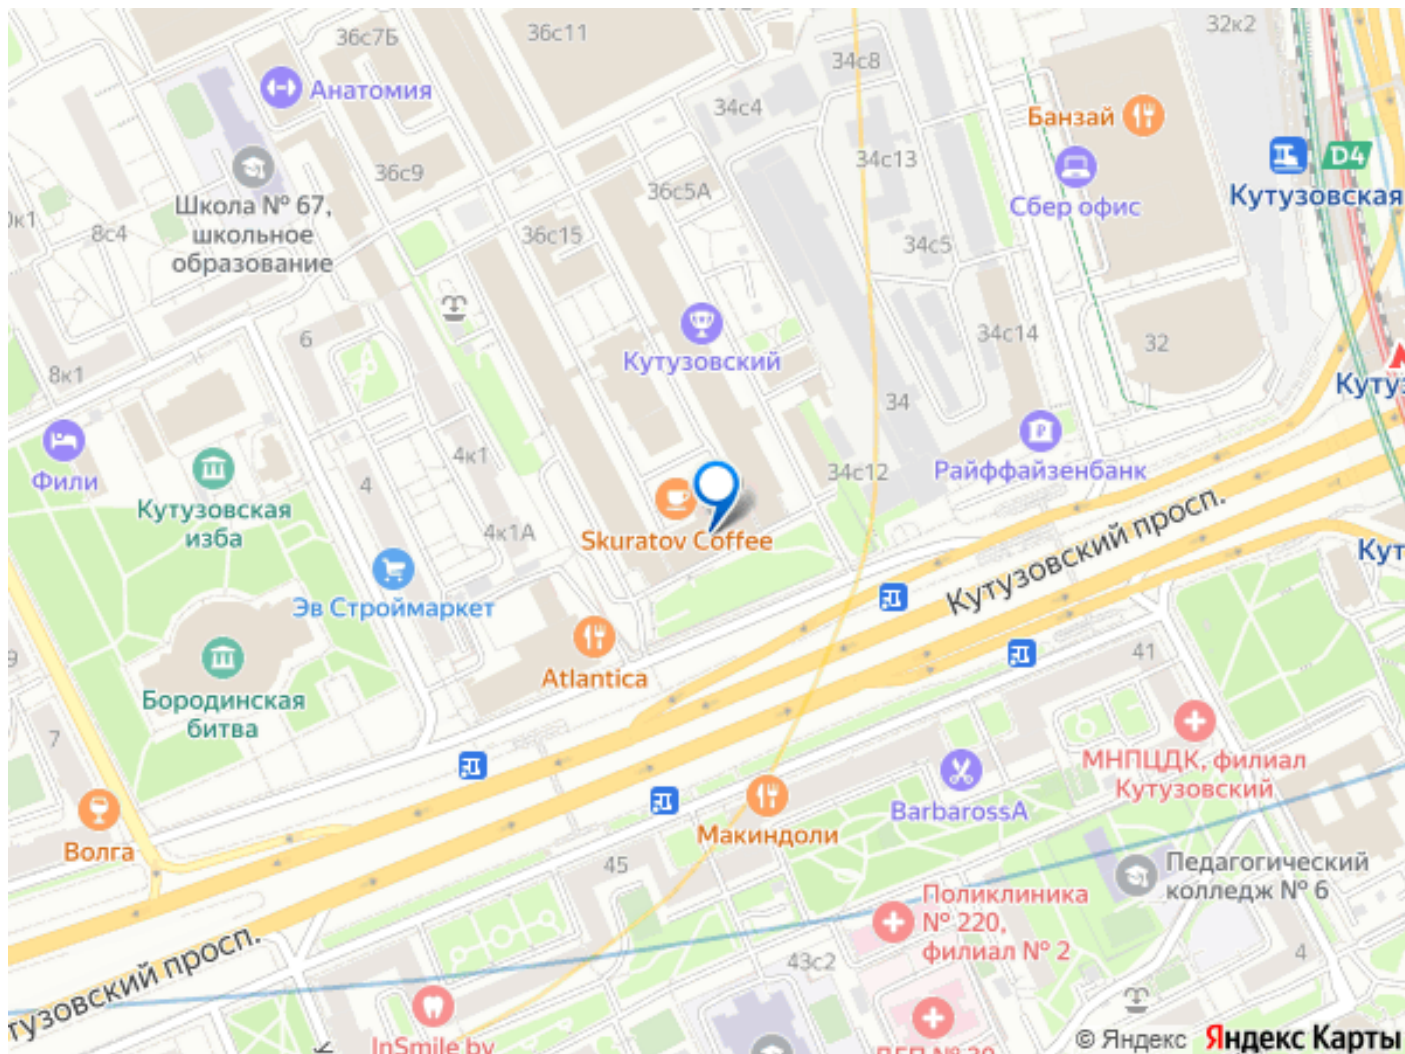 36с7Б
36с11
32к2
Анатомия
34с8
34с4
Банзай
D4
Школа № 67,
школьное
образование
36с9
36с5А
34с13
Сбер офис
Кутузовская
8с4
36с15
34с5
6
Кутузовский
34с14
32
8к1
34
Фили
4к1
34с12
Райффайзенбанк
Кутузовская
изба
4
4к1А
Skuratov Coffee
Кутузовский просп.
Эв Строймаркет
Atlantica
41
Бородинская
битва
7
МНПЦДК, филиал
Кутузовский
BarbarossA
Волга
Макиндоли
45
Педагогический
колледж № 6
Поликлиника
№ 220,
филиал № 2
43с2
4
InSmile by
© Яндекс Яндекс Карты